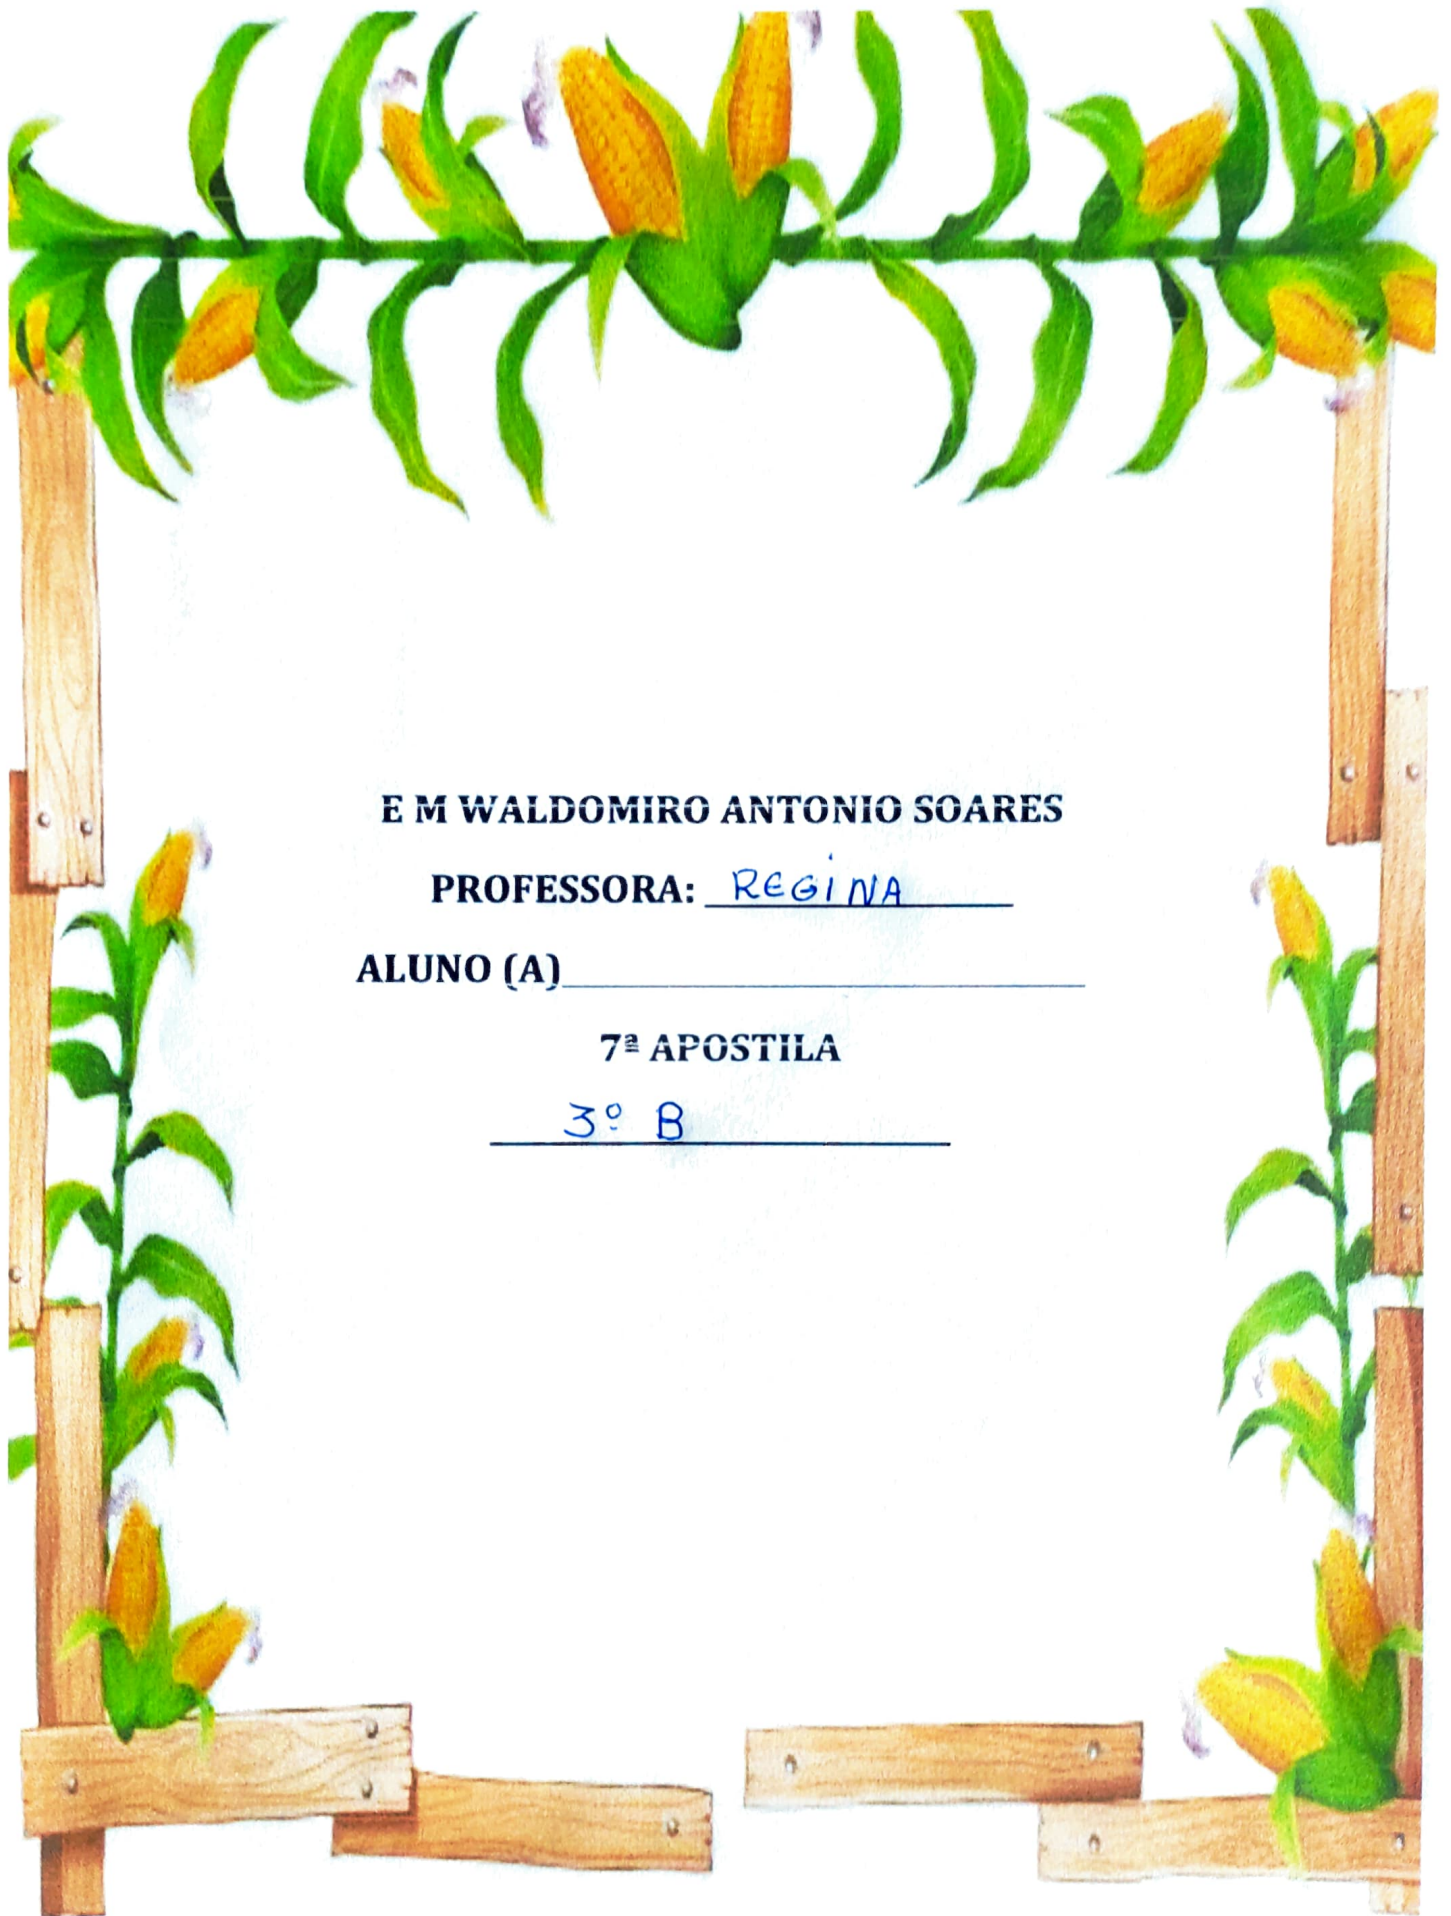 E M WALDOMIRO ANTONIO SOARES
PROFESSORA: REGINA
ALUNO (A)
7ª APOSTILA
3º B